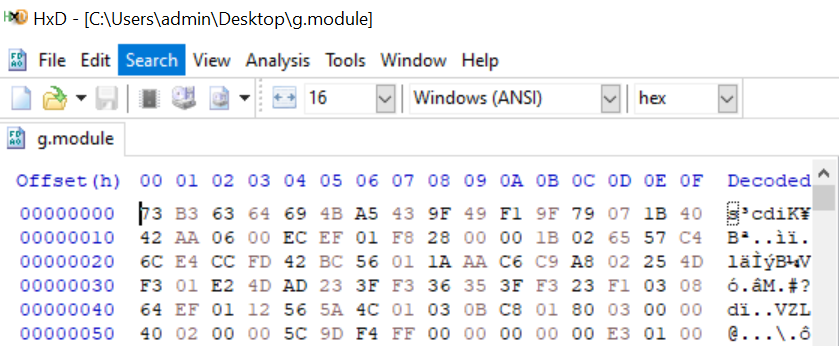 HxD - [C:\Users\admin\Desktop\g.module]
File Edit Search View Analysis Tools Window Help
16 Windows (ANSI) hex
g.module
Offset(h) 00 01 02 03 04 05 06 07 08 09 0A 0B 0C 0D 0E 0F Decoded
00000000 73 B3 63 64 69 4B A5 43 9F 49 F1 9F 79 07 1B 40 s³cdiK¥
00000010 42 AA 06 00 EC EF 01 F8 28 00 00 1B 02 65 57 C4 Bª..ìï.
00000020 6C E4 CC FD 42 BC 56 01 1A AA C6 C9 A8 02 25 4D läÌýB¼V
00000030 F3 01 E2 4D AD 23 3F F3 36 35 3F F3 23 F1 03 08 ó.âM.#?
00000040 64 EF 01 12 56 5A 4C 01 03 0B C8 01 80 03 00 00 dï..VZL
00000050 40 02 00 00 5C 9D F4 FF 00 00 00 00 00 E3 01 00 @...\.ô